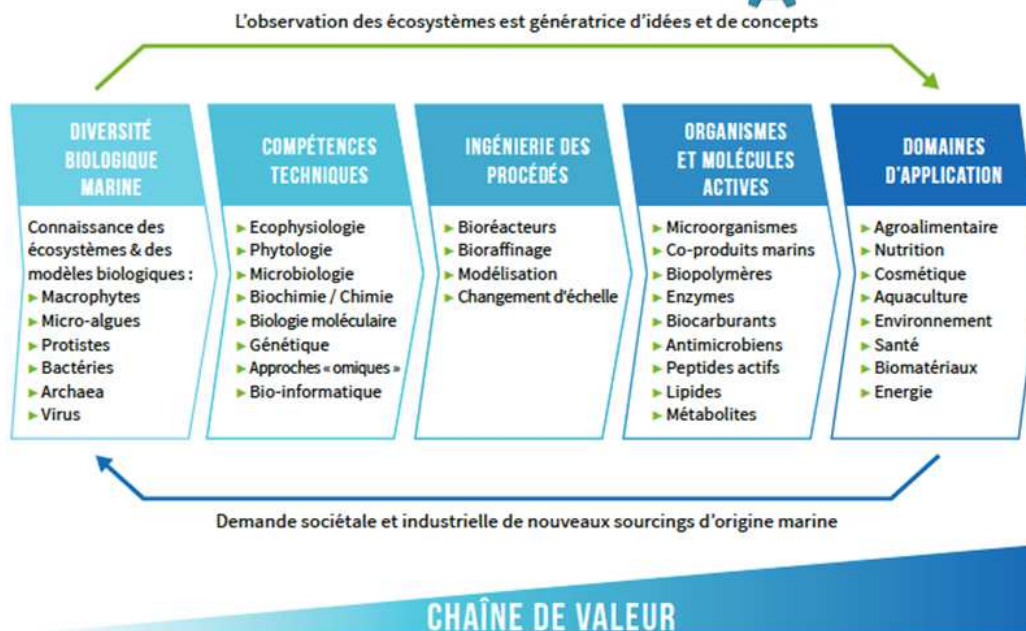 L'observation des écosystèmes est génératrice d'idées et de concepts
DIVERSITÉ
BIOLOGIQUE
MARINE
Connaissance des
écosystèmes & des
modèles biologiques :
► Macrophytes
► Micro-algues
► Protistes
► Bactéries
► Archaea
► Virus
COMPÉTENCES
TECHNIQUES
► Ecophysiologie
► Phytologie
► Microbiologie
► Biochimie / Chimie
► Biologie moléculaire
► Génétique
► Approches « omiques »
► Bio-informatique
INGÉNIERIE DES
PROCÉDÉS
► Bioréacteurs
► Bioraffinage
► Modélisation
► Changement d'échelle
ORGANISMES
ET MOLÉCULES
ACTIVES
► Microorganismes
► Co-produits marins
► Biopolymères
► Enzymes
► Biocarburants
► Antimicrobiens
► Peptides actifs
► Lipides
► Métabolites
DOMAINES
D'APPLICATION
► Agroalimentaire
► Nutrition
► Cosmétique
► Aquaculture
► Environnement
► Santé
► Biomatériaux
► Energie
Demande sociétale et industrielle de nouveaux sourcings d'origine marine
CHAÎNE DE VALEUR